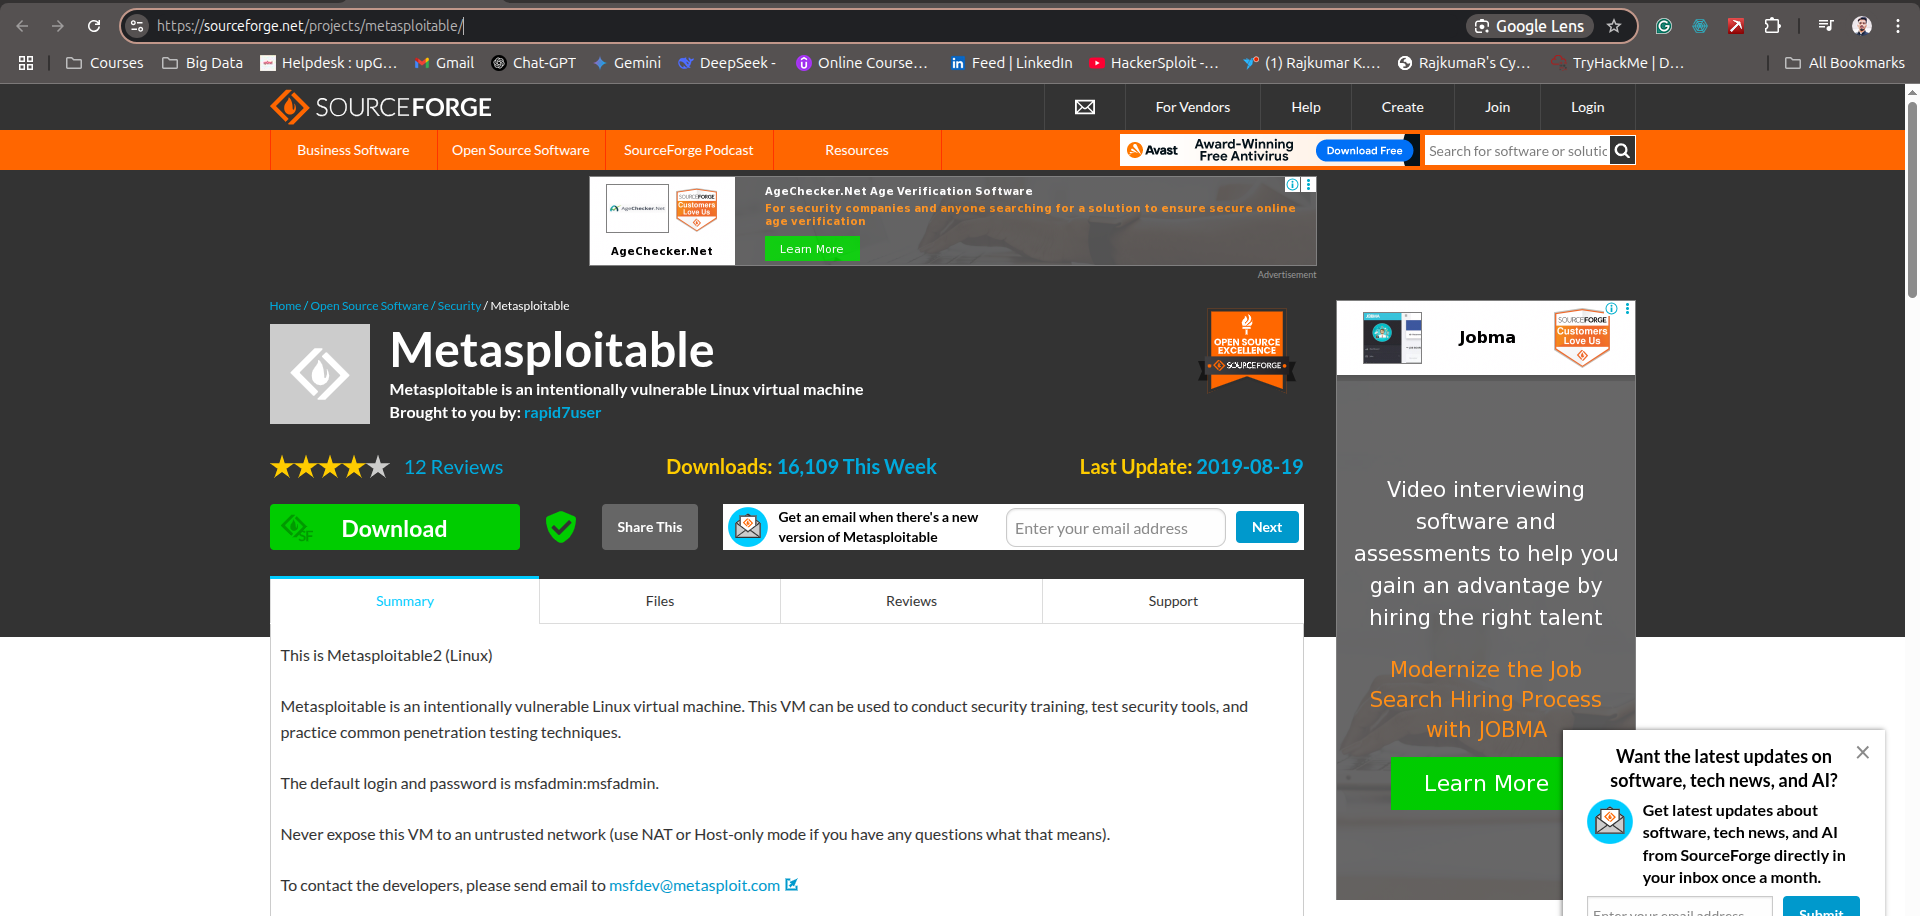 https://sourceforge.net/projects/metasploitable/
Google Lens
Courses
Big Data
Helpdesk : upG...
Gmail
Chat-GPT
Gemini
DeepSeek -
Online Course...
Feed | LinkedIn
HackerSploit -...
(1) Rajkumar K....
RajkumaR's Cy...
TryHackMe | D...
All Bookmarks
SOURCEFORGE
For Vendors
Help
Create
Join
Login
Business Software
Open Source Software
SourceForge Podcast
Resources
Avast
Award-Winning
Free Antivirus
Download Free
Search for software or solutic
AgeChecker.Net
SOURCEFORGE
Customers
Love Us
AgeChecker.Net
AgeChecker.Net Age Verification Software
For security companies and anyone searching for a solution to ensure secure online
age verification
Learn More
Advertisement
Home / Open Source Software / Security / Metasploitable
Metasploitable
Metasploitable is an intentionally vulnerable Linux virtual machine
Brought to you by: rapid7user
OPEN SOURCE
EXCELLENCE
SOURCEFORGE
12 Reviews
Downloads: 16,109 This Week
Last Update: 2019-08-19
SF
Download
Share This
Get an email when there's a new
version of Metasploitable
Enter your email address
Next
Summary
Files
Reviews
Support
This is Metasploitable2 (Linux)
Metasploitable is an intentionally vulnerable Linux virtual machine. This VM can be used to conduct security training, test security tools, and
practice common penetration testing techniques.
The default login and password is msfadmin:msfadmin.
Never expose this VM to an untrusted network (use NAT or Host-only mode if you have any questions what that means).
To contact the developers, please send email to msfdev@metasploit.com
JOBMA
Jobma
SOURCEFORGE
Customers
Love Us
Video interviewing
software and
assessments to help you
gain an advantage by
hiring the right talent
Modernize the Job
Search Hiring Process
with JOBMA
Learn More
Want the latest updates on
software, tech news, and AI?
Get latest updates about
software, tech news, and AI
from SourceForge directly in
your inbox once a month.
Enter your email address
Submit